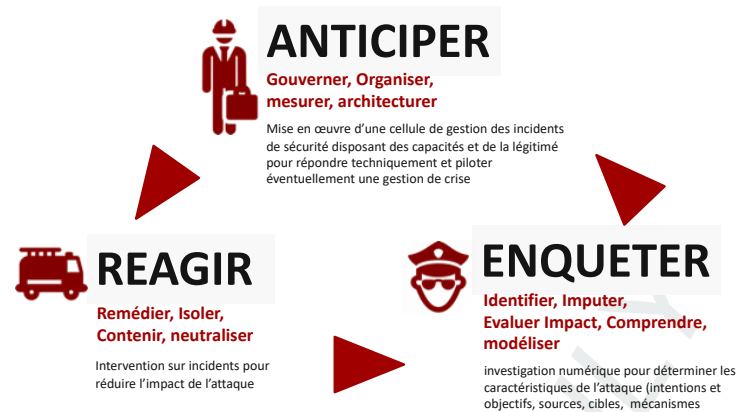 ANTICIPER
Gouverner, Organiser,
mesurer, architecturer
Mise en œuvre d’une cellule de gestion des incidents
de sécurité disposant des capacités et de la légitimé
pour répondre techniquement et piloter
éventuellement une gestion de crise
REAGIR
Remédier, Isoler,
Contenir, neutraliser
Intervention sur incidents pour
réduire l’impact de l’attaque
ENQUETER
Identifier, Imputer,
Evaluer Impact, Comprendre,
modéliser
investigation numérique pour déterminer les
caractéristiques de l’attaque (intentions et
objectifs, sources, cibles, mécanismes